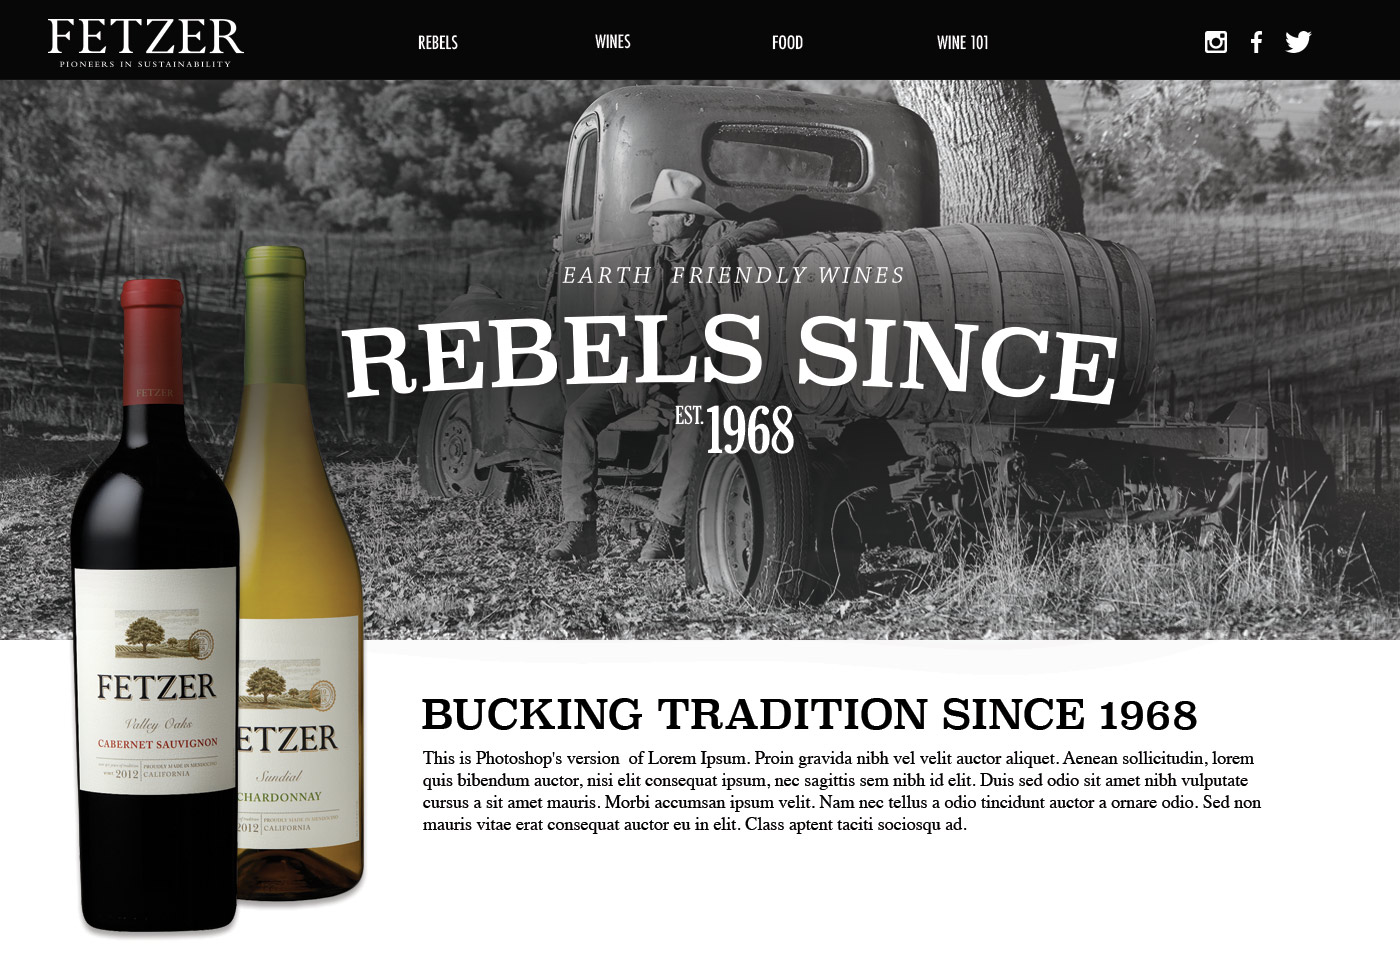 FETZER
PIONEERS IN SUSTAINABILITY
REBELS
WINES
FOOD
WINE 101
EARTH FRIENDLY WINES
REBELS SINCE
EST. 1968
FETZER
FETZER
Valley Oaks
CABERNET SAUVIGNON
2012
PROUDLY MADE IN MENDOCINO
CALIFORNIA
ETZER
Sundial
CHARDONNAY
2012
PROUDLY MADE IN MENDOCINO
CALIFORNIA
BUCKING TRADITION SINCE 1968
This is Photoshop's version of Lorem Ipsum. Proin gravida nibh vel velit auctor aliquet. Aenean sollicitudin, lorem
quis bibendum auctor, nisi elit consequat ipsum, nec sagittis sem nibh id elit. Duis sed odio sit amet nibh vulputate
cursus a sit amet mauris. Morbi accumsan ipsum velit. Nam nec tellus a odio tincidunt auctor a ornare odio. Sed non
mauris vitae erat consequat auctor eu in elit. Class aptent taciti sociosqu ad.